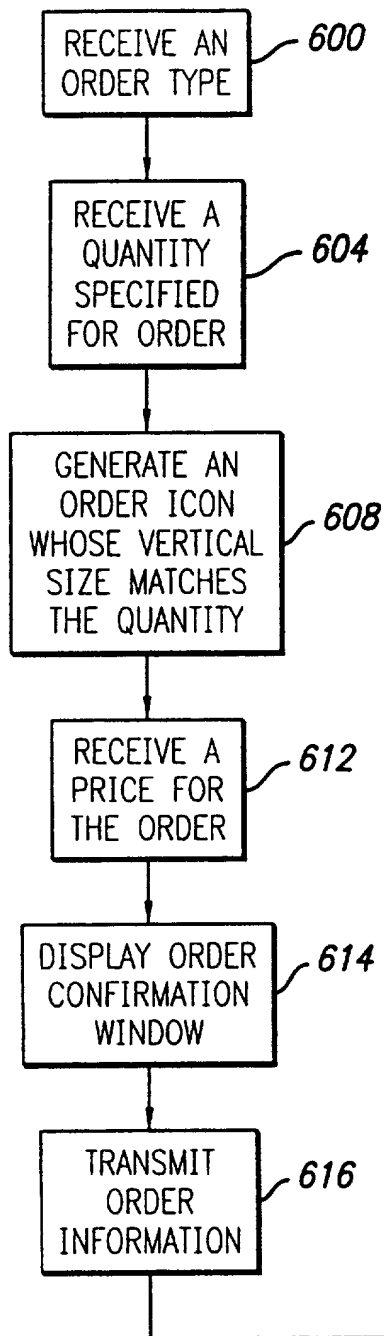 RECEIVE AN
ORDER TYPE
600
RECEIVE A
QUANTITY
SPECIFIED
FOR ORDER
604
GENERATE AN
ORDER ICON
WHOSE VERTICAL
SIZE MATCHES
THE QUANTITY
608
RECEIVE A
PRICE FOR
THE ORDER
612
DISPLAY ORDER
CONFIRMATION
WINDOW
614
TRANSMIT
ORDER
INFORMATION
616